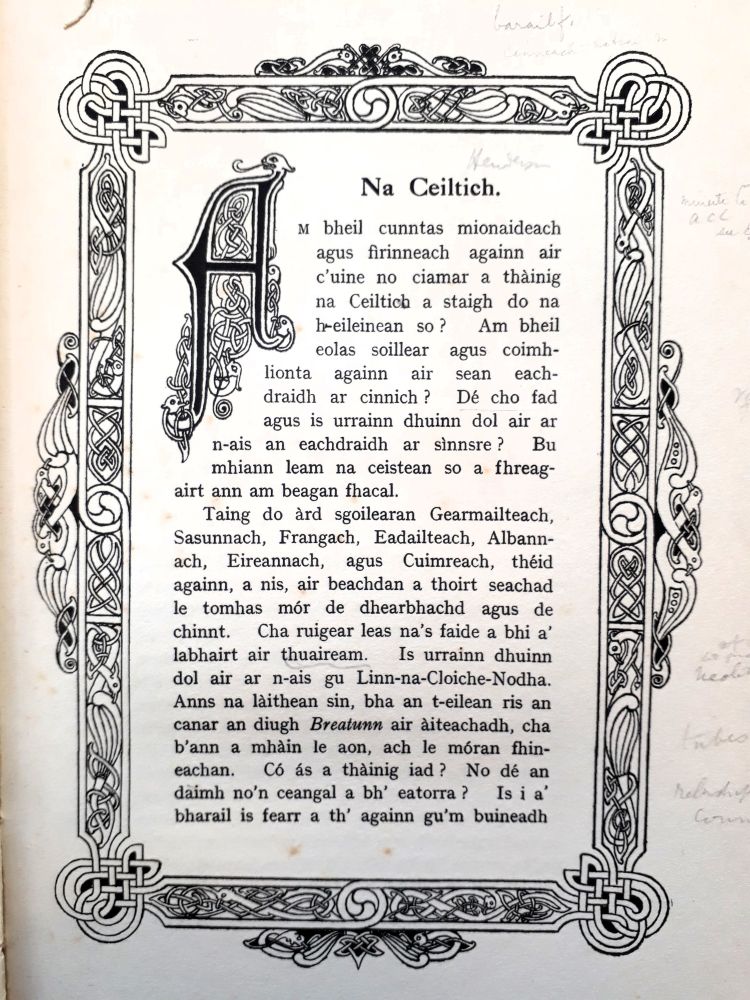 Henderson
Na Ceiltich.
AM bheil cunntas mionaideach
agus firinneach againn air
c'uine no ciamar a thàinig
na Ceiltich a staigh do na
h-eileinean so? Am bheil
eolas soillear agus coimh-
lionta againn air sean each-
draidh ar cinnich? Dé cho fad
agus is urrainn dhuinn dol air ar
n-ais an eachdraidh ar sìnnsre? Bu
mhiann leam na ceistean so a fhreag-
airt ann am beagan fhacal.
Taing do àrd sgoilearan Gearmailteach,
Sasunnach, Frangach, Eadailteach, Albann-
ach, Eireannach, agus Cuimreach, théid
againn, a nis, air beachdan a thoirt seachad
le tomhas mór de dhearbhachd agus de
chinnt. Cha ruigear leas na's faide a bhi a'
labhairt air thuaiream. Is urrainn dhuinn
dol air ar n-ais gu Linn-na-Cloiche-Nodha.
Anns na làithean sin, bha an t-eilean ris an
canar an diugh Breatunn air àiteachadh, cha
b'ann a mhàin le aon, ach le móran fhin-
eachan. Có ás a thàinig iad? No dé an
dàimh no'n ceangal a bh' eatorra? Is i a'
bharail is fearr a th' againn gu'm buineadh